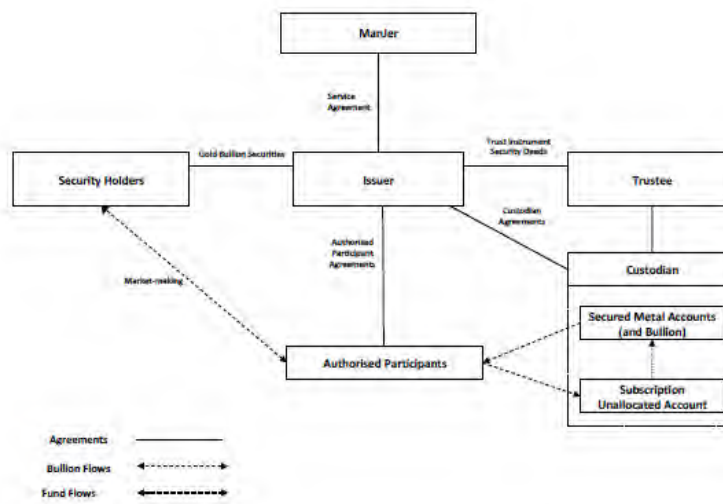 ManJer
Service
Agreement
Gold Bullion Securities
Trust Instrument
Security Deeds
Security Holders
Issuer
Trustee
Custodian
Agreements
Authorised
Participant
Agreements
Custodian
Market-making
Secured Metal Accounts
(and Bullion)
Authorised Participants
Subscription
Unallocated Account
Agreements
Bullion Flows
Fund Flows